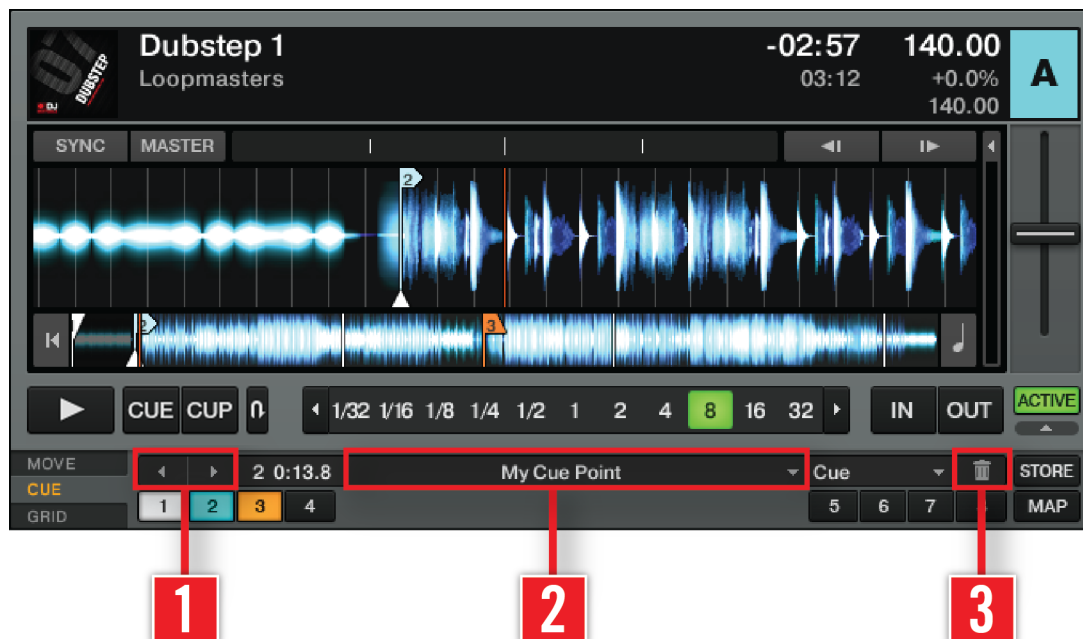 Dubstep 1
Loopmasters
-02:57
03:12
140.00
+0.0%
140.00
A
DUBSTEP
DJ
SYNC MASTER
2
2
3
CUE CUP
1/32 1/16 1/8 1/4 1/2 1 2 4 8 16 32
IN OUT
ACTIVE
MOVE
CUE
GRID
2 0:13.8
My Cue Point
Cue
STORE
1 2 3 4
5 6 7 8
MAP
1 2 3